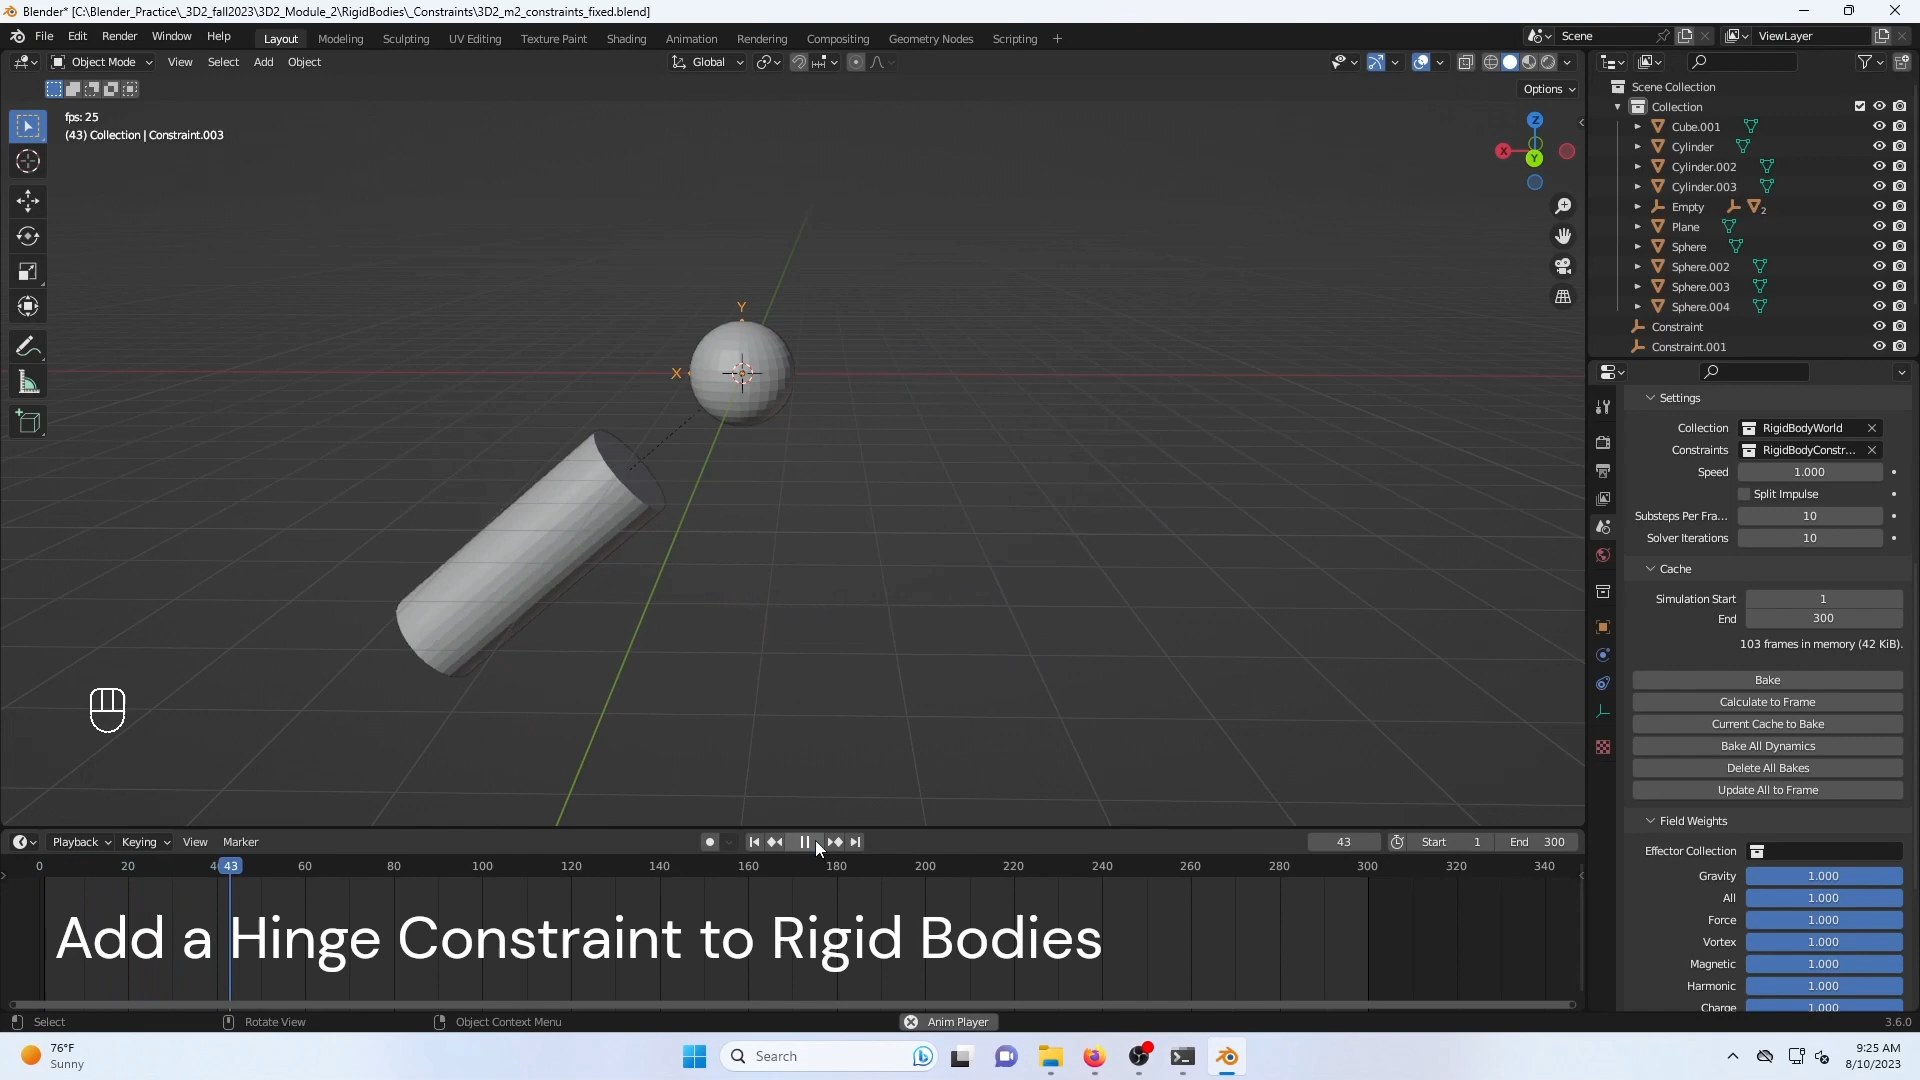 Blender* [C:\Blender_Practice\_3D2_fall2023\3D2_Module_2\RigidBodies\_Constraints\3D2_m2_constraints_fixed.blend]
File Edit Render Window Help Layout Modeling Sculpting UV Editing Texture Paint Shading Animation Rendering Compositing Geometry Nodes Scripting + Scene ViewLayer
Object Mode View Select Add Object Global
Options
fps: 25
(43) Collection | Constraint.003
Z
X
Y
Y
X
Scene Collection
Collection
Cube.001
Cylinder
Cylinder.002
Cylinder.003
Empty 2
Plane
Sphere
Sphere.002
Sphere.003
Sphere.004
Constraint
Constraint.001
Settings
Collection RigidBodyWorld
Constraints RigidBodyConstr...
Speed 1.000
Split Impulse
Substeps Per Fra... 10
Solver Iterations 10
Cache
Simulation Start 1
End 300
103 frames in memory (42 KiB).
Bake
Calculate to Frame
Current Cache to Bake
Bake All Dynamics
Delete All Bakes
Update All to Frame
Field Weights
Effector Collection
Gravity 1.000
All 1.000
Force 1.000
Vortex 1.000
Magnetic 1.000
Harmonic 1.000
Charge 1.000
Playback Keying View Marker 43 Start 1 End 300
0 20 43 60 80 100 120 140 160 180 200 220 240 260 280 300 320 340
Add a Hinge Constraint to Rigid Bodies
Select Rotate View Object Context Menu Anim Player 3.6.0
76°F
Sunny
Search
9:25 AM
8/10/2023